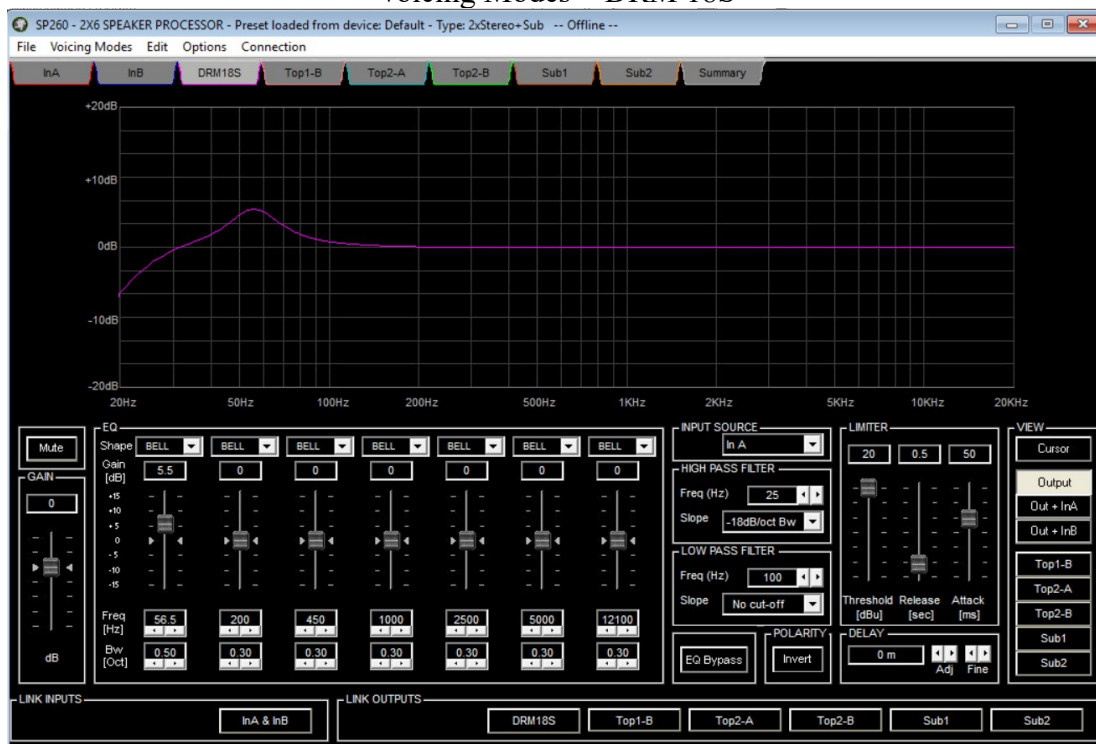 SP260 - 2X6 SPEAKER PROCESSOR - Preset loaded from device: Default - Type: 2xStereo+Sub -- Offline --
File Voicing Modes Edit Options Connection
InA InB DRM18S Top1-B Top2-A Top2-B Sub1 Sub2 Summary
+20dB
+10dB
0dB
-10dB
-20dB
20Hz 50Hz 100Hz 200Hz 500Hz 1KHz 2KHz 5KHz 10KHz 20KHz
Mute
GAIN
0
dB
EQ
Shape BELL BELL BELL BELL BELL BELL BELL
Gain [dB] 5.5 0 0 0 0 0 0
+15
+10
+5
0
-5
-10
-15
Freq [Hz] 56.5 200 450 1000 2500 5000 12100
Bw [Oct] 0.50 0.30 0.30 0.30 0.30 0.30 0.30
INPUT SOURCE
In A
HIGH PASS FILTER
Freq (Hz) 25
Slope -18dB/oct Bw
LOW PASS FILTER
Freq (Hz) 100
Slope No cut-off
EQ Bypass
POLARITY
Invert
LIMITER
20 0.5 50
Threshold [dBu] Release [sec] Attack [ms]
DELAY
0 m
Adj Fine
VIEW
Cursor
Output
Out + InA
Out + InB
Top1-B
Top2-A
Top2-B
Sub1
Sub2
LINK INPUTS
InA & InB
LINK OUTPUTS
DRM18S Top1-B Top2-A Top2-B Sub1 Sub2